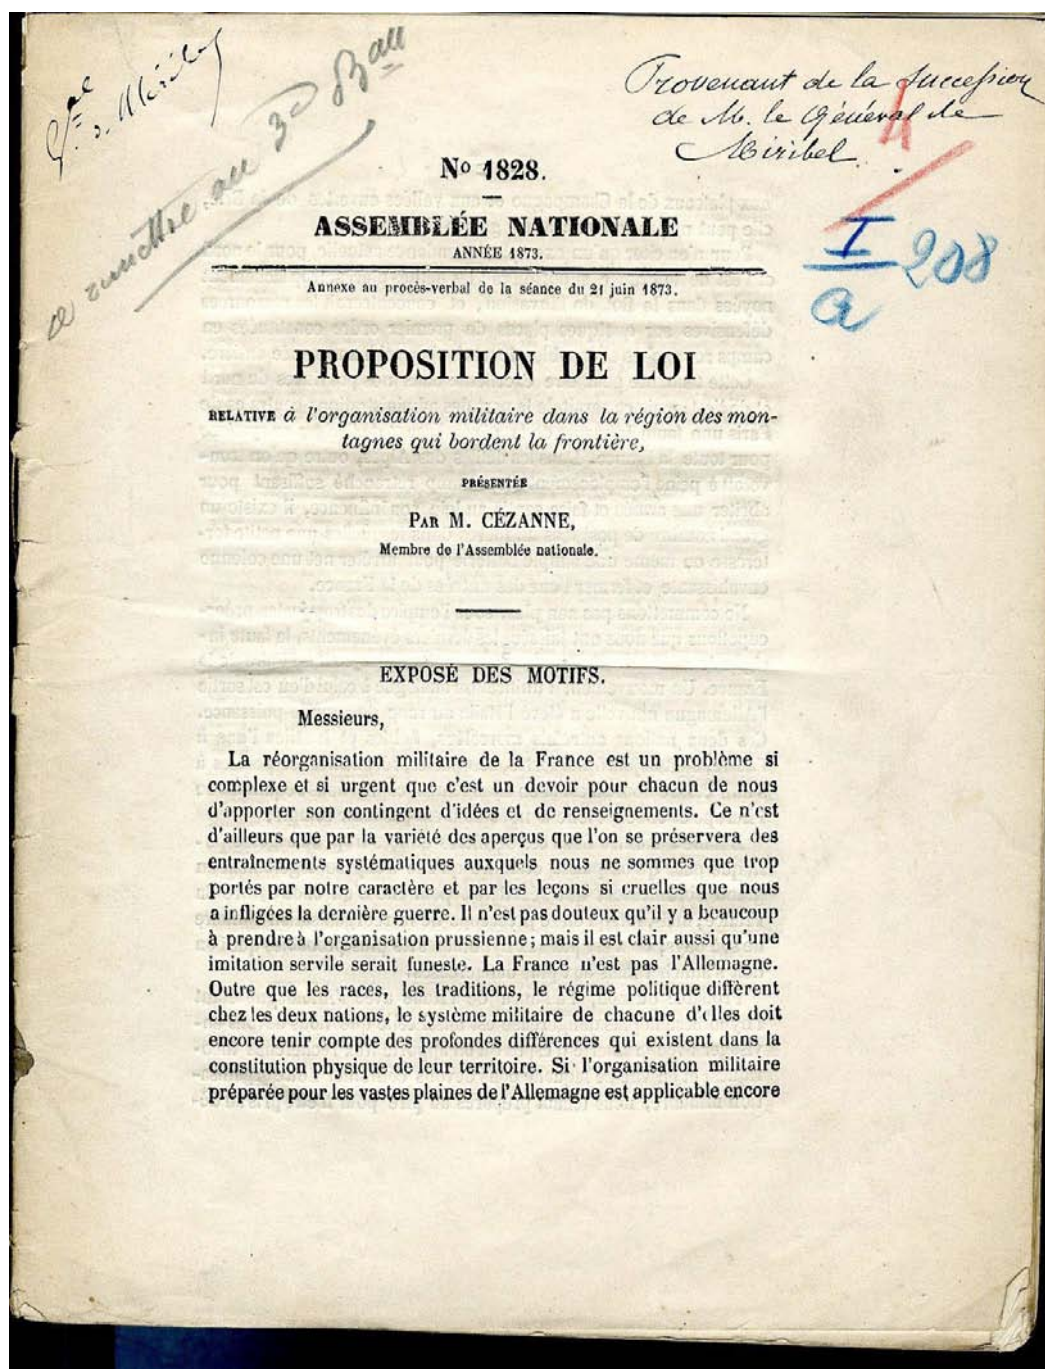 Gᵃˡ de Miribel
à remettre au 3ᵉ Bᵃᵘ
Provenant de la succession
de M. le Général de
Miribel
4
I 208
a
Nº 1828.
ASSEMBLÉE NATIONALE
ANNÉE 1873.
Annexe au procès-verbal de la séance du 21 juin 1873.
PROPOSITION DE LOI
RELATIVE à l'organisation militaire dans la région des mon-
tagnes qui bordent la frontière,
PRÉSENTÉE
PAR M. CÉZANNE,
Membre de l'Assemblée nationale.
EXPOSÉ DES MOTIFS.
Messieurs,
La réorganisation militaire de la France est un problème si
complexe et si urgent que c'est un devoir pour chacun de nous
d'apporter son contingent d'idées et de renseignements. Ce n'est
d'ailleurs que par la variété des aperçus que l'on se préservera des
entraînements systématiques auxquels nous ne sommes que trop
portés par notre caractère et par les leçons si cruelles que nous
a infligées la dernière guerre. Il n'est pas douteux qu'il y a beaucoup
à prendre à l'organisation prussienne; mais il est clair aussi qu'une
imitation servile serait funeste. La France n'est pas l'Allemagne.
Outre que les races, les traditions, le régime politique diffèrent
chez les deux nations, le système militaire de chacune d'elles doit
encore tenir compte des profondes différences qui existent dans la
constitution physique de leur territoire. Si l'organisation militaire
préparée pour les vastes plaines de l'Allemagne est applicable encore